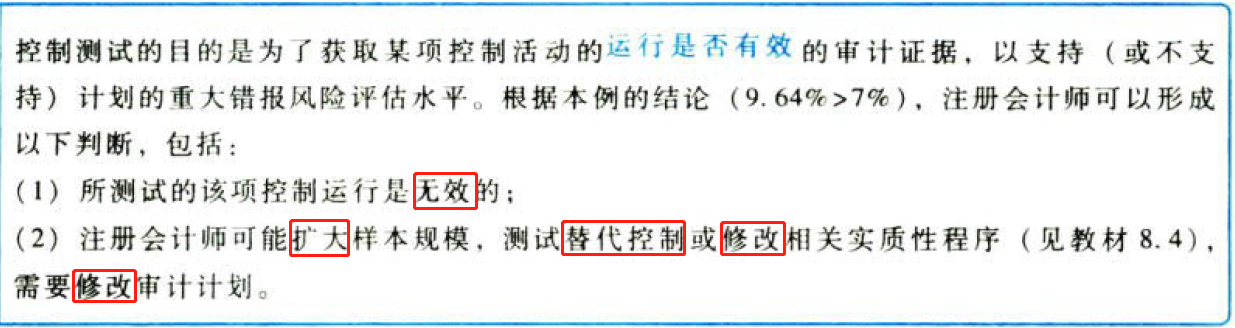 控制测试的目的是为了获取某项控制活动的运行是否有效的审计证据，以支持（或不支
持）计划的重大错报风险评估水平。根据本例的结论（9.64%>7%），注册会计师可以形成
以下判断，包括：
（1）所测试的该项控制运行是无效的；
（2）注册会计师可能扩大样本规模，测试替代控制或修改相关实质性程序（见教材8.4），
需要修改审计计划。